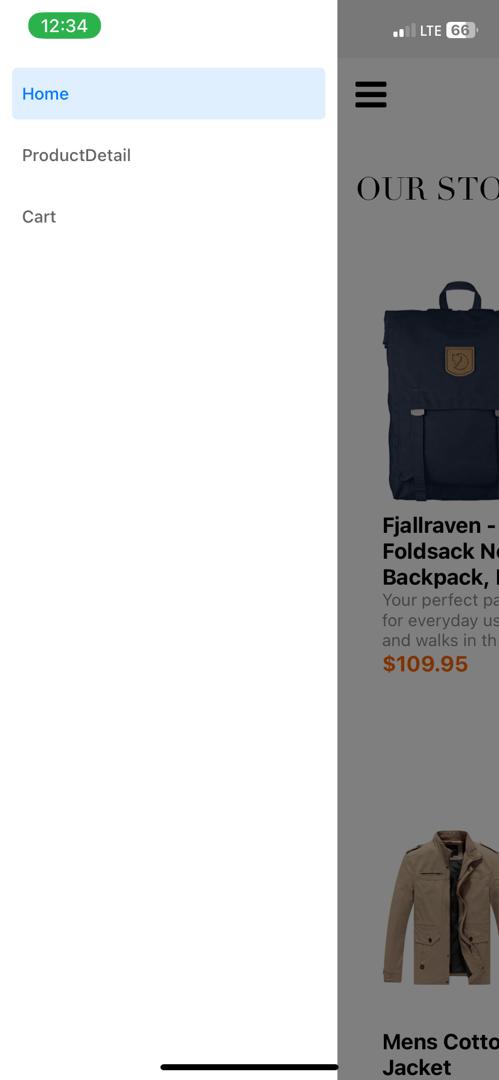 12:34
LTE 66
Home
ProductDetail
Cart
OUR STO
Fjallraven -
Foldsack N
Backpack,
Your perfect pa
for everyday us
and walks in th
$109.95
Mens Cotto
Jacket